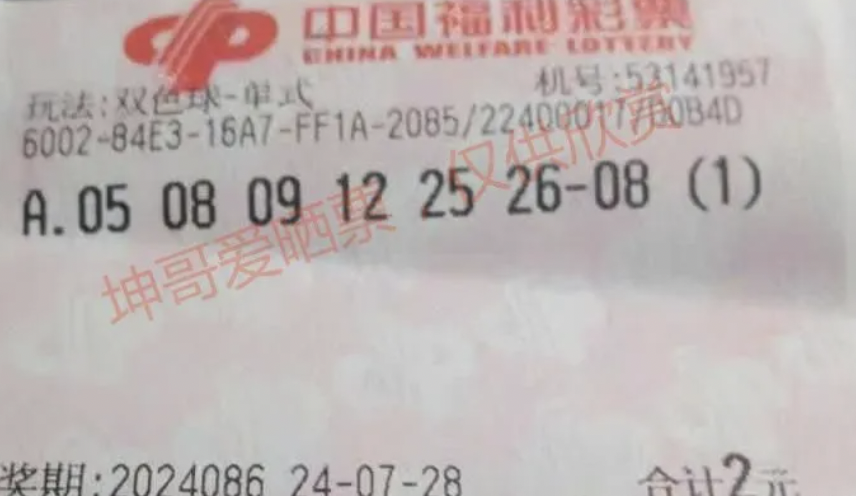 中国福利彩票
CHINA WELFARE LOTTERY
玩法:双色球-单式 机号:53141957
6002-84E3-16A7-FF1A-2085/22400017/00B4D
A.05 08 09 12 25 26-08 (1)
坤哥爱晒票 仅供欣赏
奖期:2024086 24-07-28 合计2元